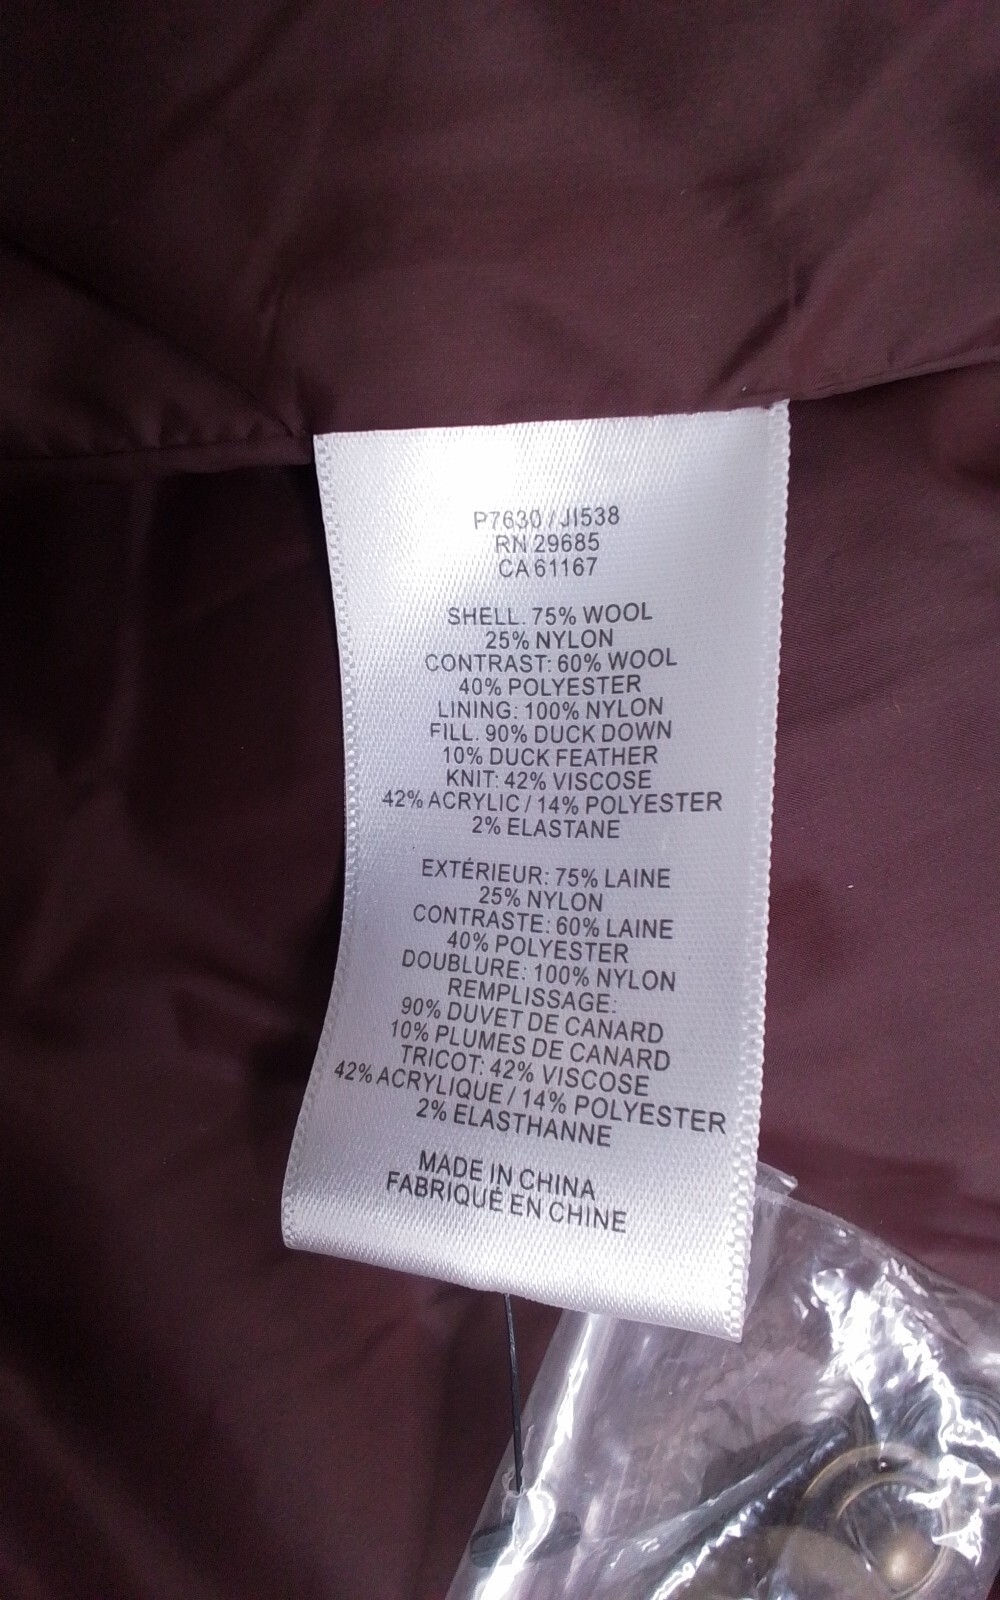 P7630 / JI538
RN 29685
CA 61167
SHELL: 75% WOOL
25% NYLON
CONTRAST: 60% WOOL
40% POLYESTER
LINING: 100% NYLON
FILL: 90% DUCK DOWN
10% DUCK FEATHER
KNIT: 42% VISCOSE
42% ACRYLIC / 14% POLYESTER
2% ELASTANE
EXTÉRIEUR: 75% LAINE
25% NYLON
CONTRASTE: 60% LAINE
40% POLYESTER
DOUBLURE: 100% NYLON
REMPLISSAGE:
90% DUVET DE CANARD
10% PLUMES DE CANARD
TRICOT: 42% VISCOSE
42% ACRYLIQUE / 14% POLYESTER
2% ELASTHANNE
MADE IN CHINA
FABRIQUÉ EN CHINE